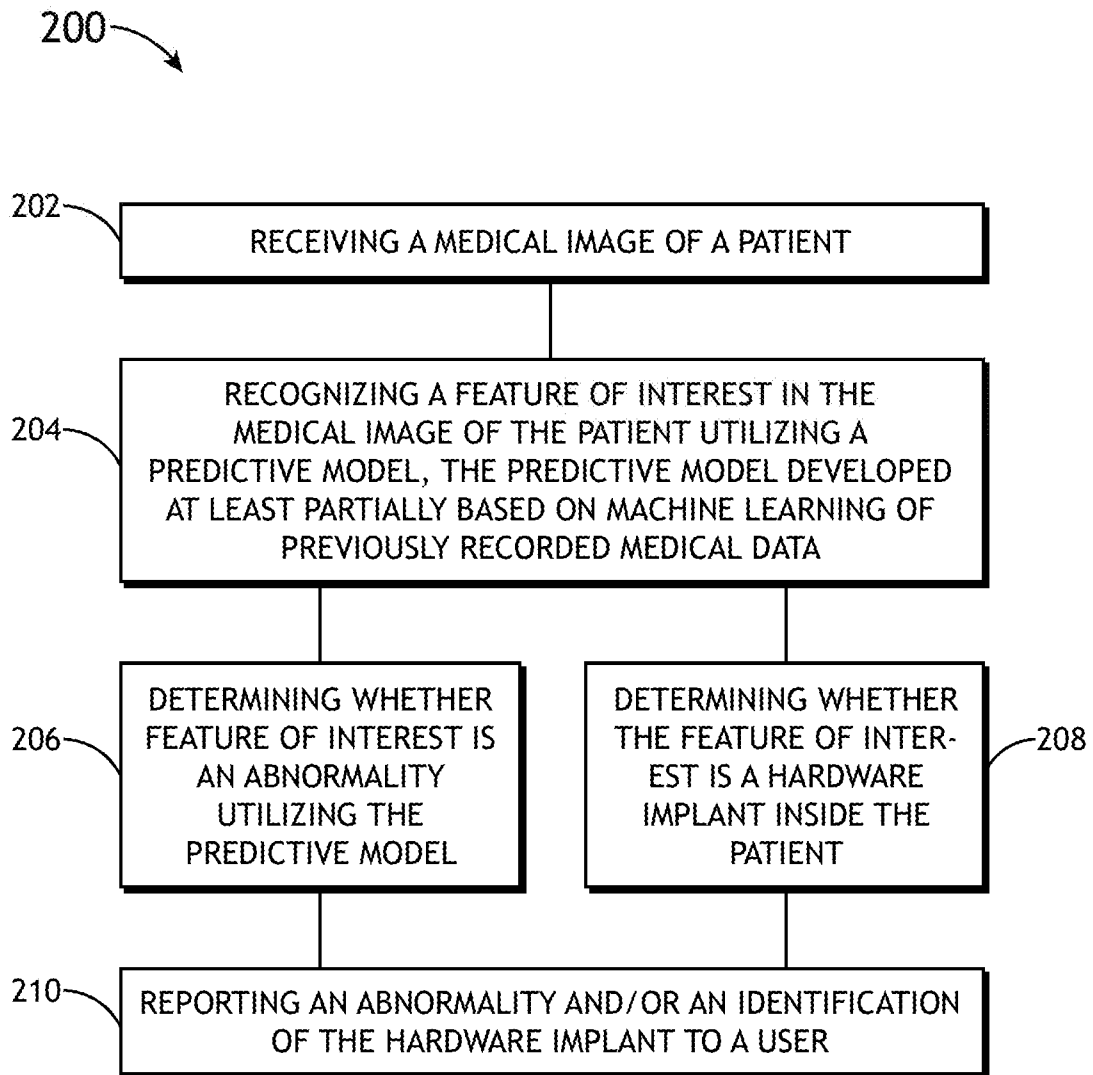 200
202
RECEIVING A MEDICAL IMAGE OF A PATIENT
204
RECOGNIZING A FEATURE OF INTEREST IN THE
MEDICAL IMAGE OF THE PATIENT UTILIZING A
PREDICTIVE MODEL, THE PREDICTIVE MODEL DEVELOPED
AT LEAST PARTIALLY BASED ON MACHINE LEARNING OF
PREVIOUSLY RECORDED MEDICAL DATA
206
DETERMINING WHETHER
FEATURE OF INTEREST IS
AN ABNORMALITY
UTILIZING THE
PREDICTIVE MODEL
DETERMINING WHETHER
THE FEATURE OF INTER-
EST IS A HARDWARE
IMPLANT INSIDE THE
PATIENT
208
210
REPORTING AN ABNORMALITY AND/OR AN IDENTIFICATION
OF THE HARDWARE IMPLANT TO A USER